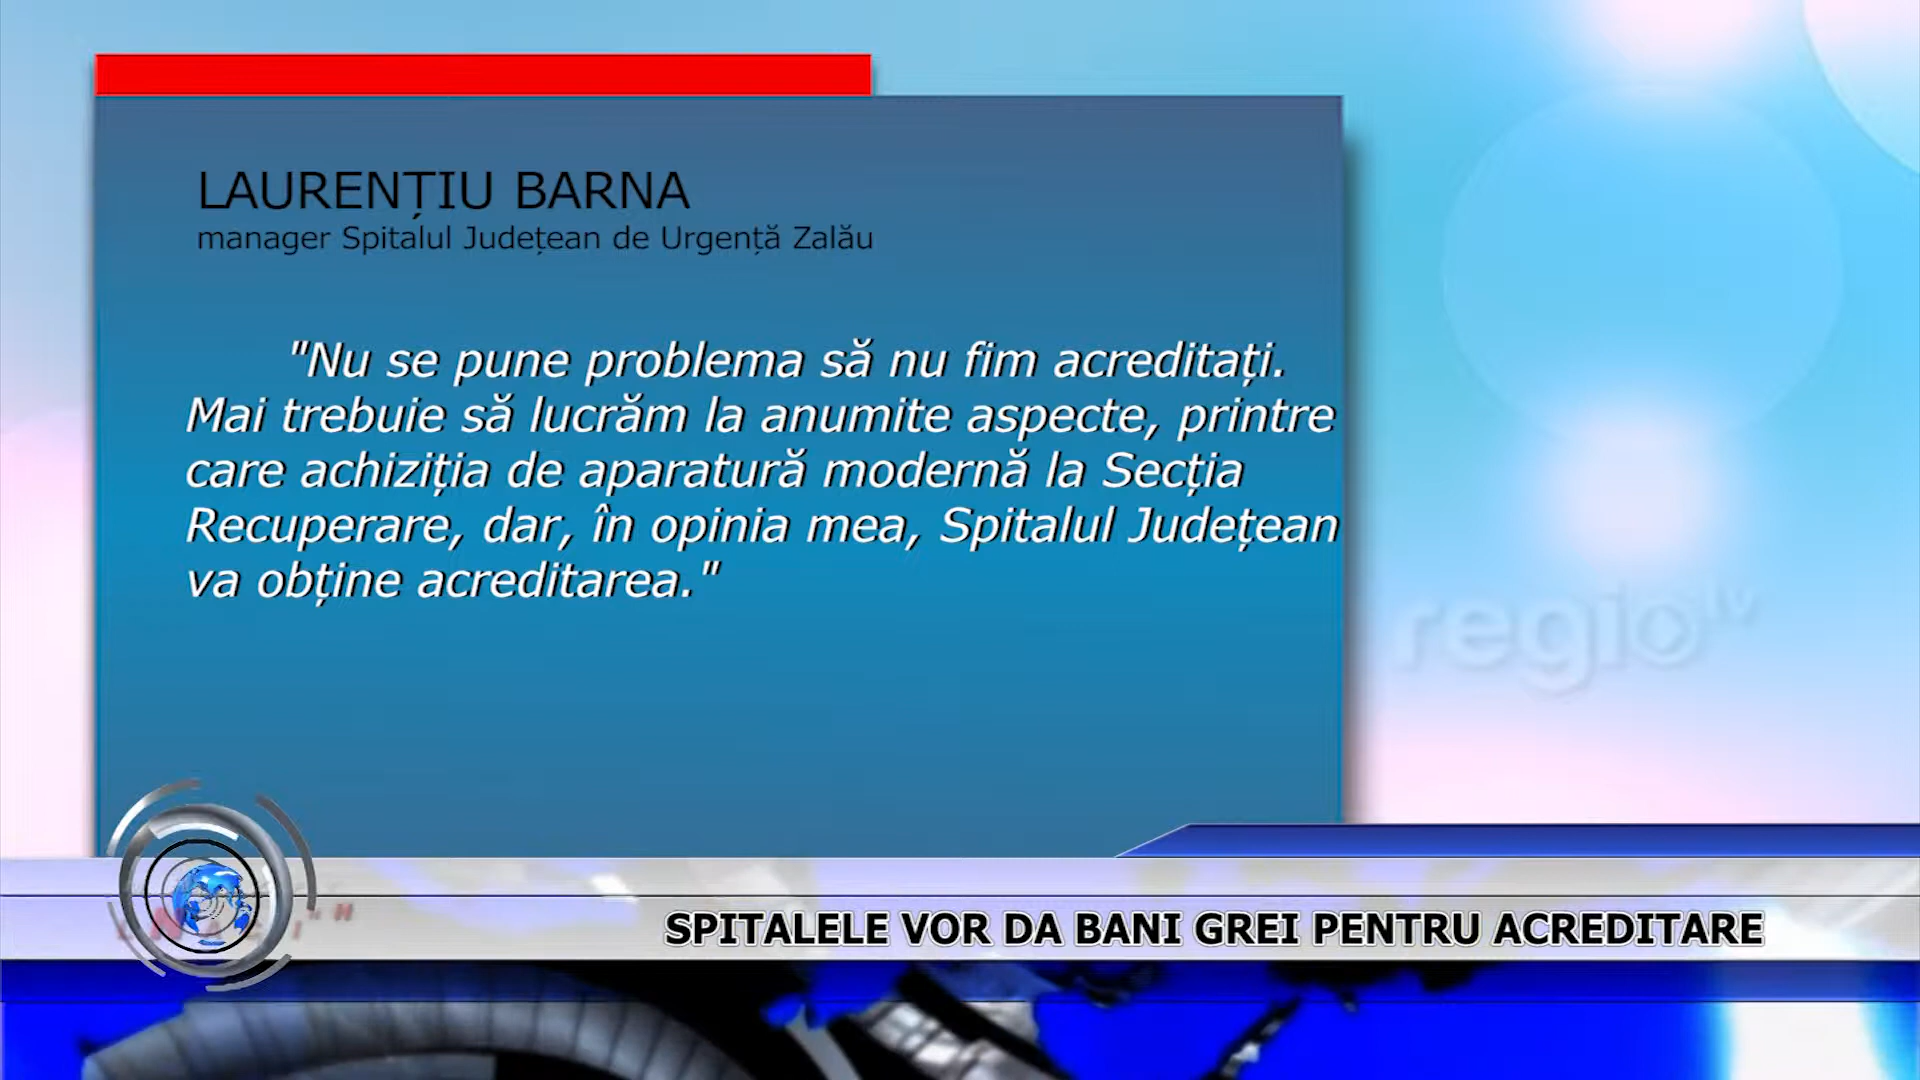 LAURENȚIU BARNA
manager Spitalul Județean de Urgență Zalău
"Nu se pune problema să nu fim acreditați.
Mai trebuie să lucrăm la anumite aspecte, printre
care achiziția de aparatură modernă la Secția
Recuperare, dar, în opinia mea, Spitalul Județean
va obține acreditarea."
regio tv
SPITALELE VOR DA BANI GREI PENTRU ACREDITARE